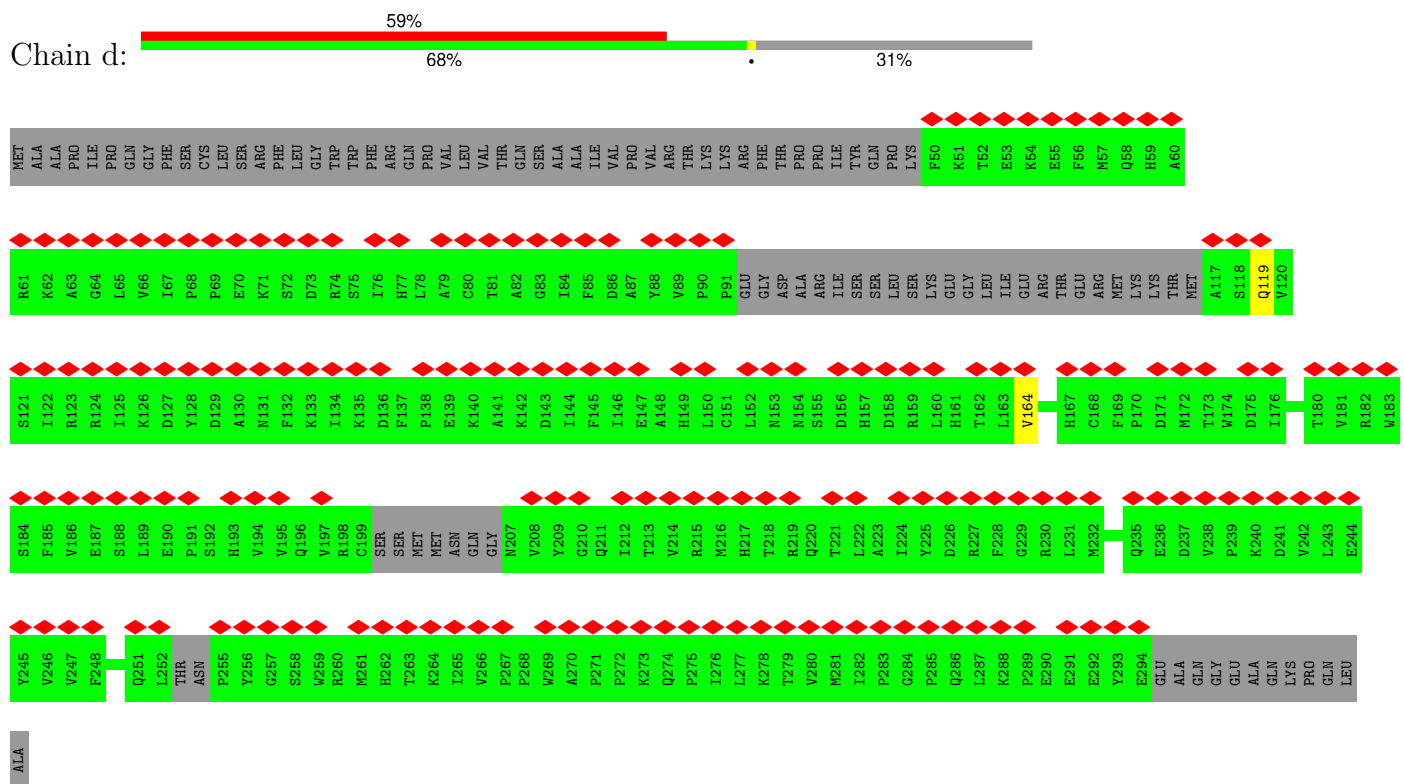 59%
Chain d:
68% • 31%
MET ALA ALA PRO ILE PRO GLN GLY PHE SER CYS LEU SER ARG PHE LEU GLY TRP TRP PHE ARG GLN PRO VAL LEU VAL THR GLN SER ALA ALA ILE VAL PRO VAL ARG THR LYS LYS ARG PHE THR PRO PRO ILE TYR GLN PRO LYS F50 K51 T52 E53 K54 E55 F56 M57 Q58 H59 A60
R61 K62 A63 G64 L65 V66 I67 P68 P69 E70 K71 S72 D73 R74 S75 I76 H77 L78 A79 C80 T81 A82 G83 I84 F85 D86 A87 Y88 V89 P90 P91 GLU GLY ASP ALA ARG ILE SER SER LEU SER LYS GLU GLY LEU ILE GLU ARG THR GLU ARG MET LYS LYS THR MET A117 S118 Q119 V120
S121 I122 R123 R124 I125 K126 D127 Y128 D129 A130 N131 F132 K133 I134 K135 D136 F137 P138 E139 K140 A141 K142 D143 I144 F145 I146 E147 A148 H149 L150 C151 L152 N153 N154 S155 D156 H157 D158 R159 L160 H161 T162 L163 V164 H167 C168 F169 P170 D171 M172 T173 W174 D175 I176 T180 V181 R182 W183
S184 F185 V186 E187 S188 L189 E190 P191 S192 H193 V194 V195 Q196 V197 R198 C199 SER SER MET MET ASN GLN GLY N207 V208 Y209 G210 Q211 I212 T213 V214 R215 M216 H217 T218 R219 Q220 T221 L222 A223 I224 Y225 D226 R227 F228 G229 R230 L231 M232 Q235 E236 D237 V238 P239 K240 D241 V242 L243 E244
Y245 V246 V247 F248 Q251 L252 THR ASN P255 Y256 G257 S258 W259 R260 M261 H262 T263 K264 I265 V266 P267 P268 W269 A270 P271 P272 K273 Q274 P275 I276 L277 K278 T279 V280 M281 I282 P283 G284 P285 Q286 L287 K288 P289 E290 E291 E292 Y293 E294 GLU ALA GLN GLY GLU ALA GLN LYS PRO GLN LEU
ALA